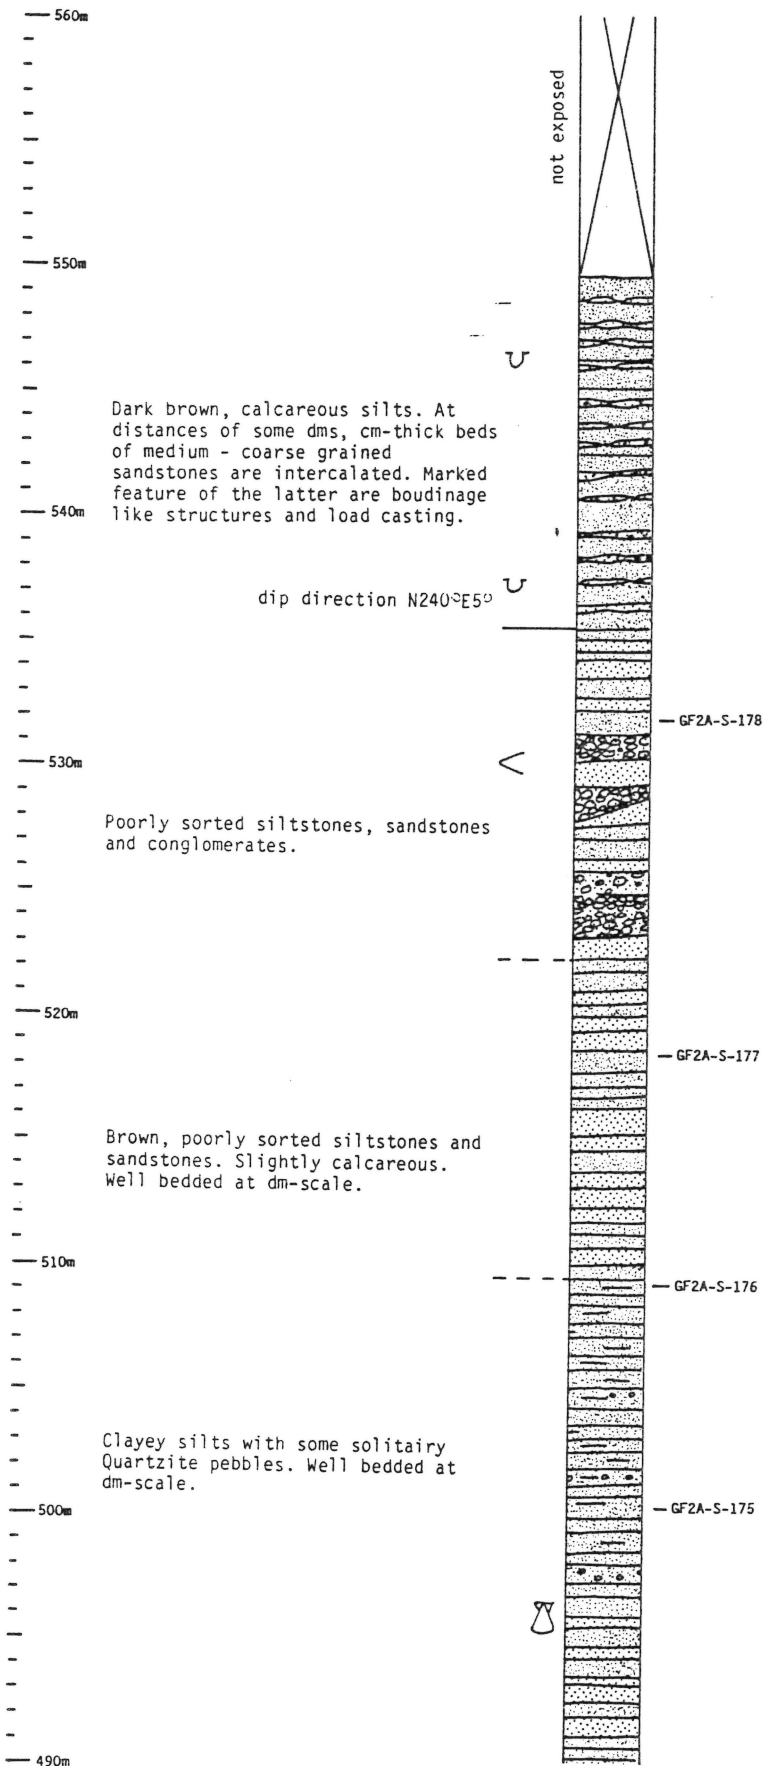 560m
not exposed
550m
Dark brown, calcareous silts. At
distances of some dms, cm-thick beds
of medium - coarse grained
sandstones are intercalated. Marked
feature of the latter are boudinage
like structures and load casting.
540m
dip direction N240°E5°
GF2A-S-178
530m
Poorly sorted siltstones, sandstones
and conglomerates.
520m
GF2A-S-177
Brown, poorly sorted siltstones and
sandstones. Slightly calcareous.
Well bedded at dm-scale.
510m
GF2A-S-176
Clayey silts with some solitairy
Quartzite pebbles. Well bedded at
dm-scale.
500m
GF2A-S-175
490m